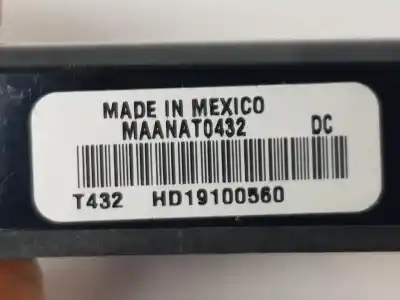 MADE IN MEXICO
MAANAT0432 DC
T432 HD19100560